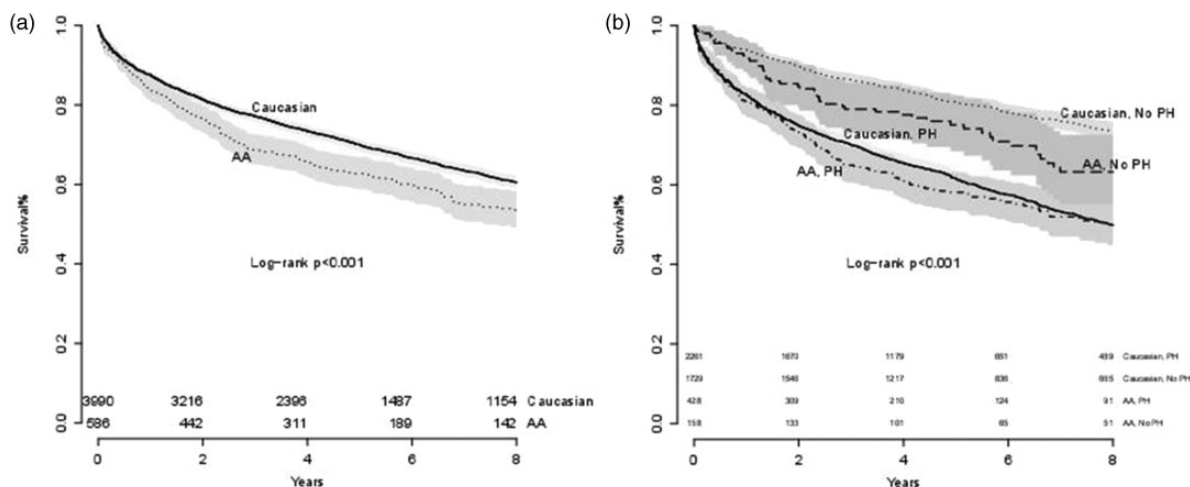 (a)
1.0
0.8
0.6
0.4
0.2
0.0
Survival%
Caucasian
AA
Log-rank p<0.001
3990 3216 2396 1487 1154 Caucasian
586 442 311 189 142 AA
0 2 4 6 8
Years
(b)
1.0
0.8
0.6
0.4
0.2
0.0
Survival%
Caucasian, No PH
Caucasian, PH
AA, No PH
AA, PH
Log-rank p<0.001
2261 1670 1179 651 489 Caucasian, PH
1729 1546 1217 836 665 Caucasian, No PH
428 309 210 124 91 AA, PH
158 133 101 65 51 AA, No PH
0 2 4 6 8
Years